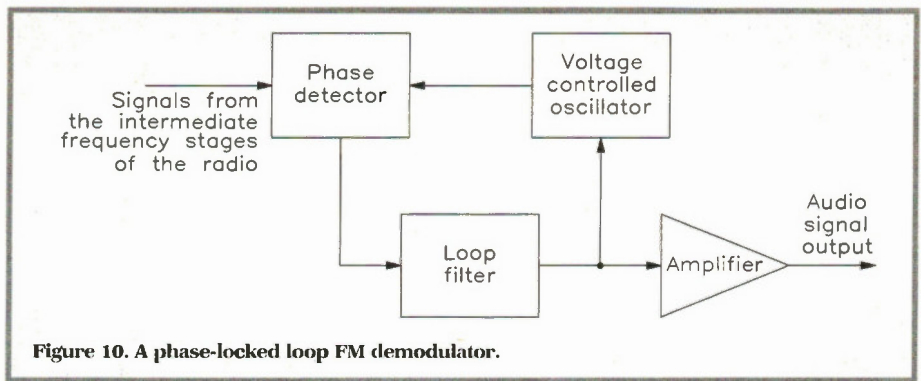 Phase
detector
Voltage
controlled
oscillator
Signals from
the intermediate
frequency stages
of the radio
Loop
filter
Amplifier
Audio
signal
output
Figure 10. A phase-locked loop FM demodulator.